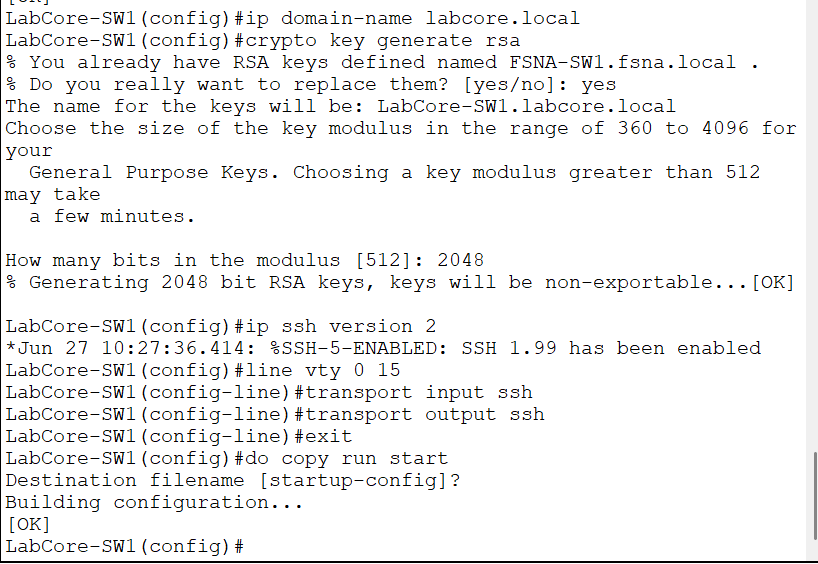 [OK]
LabCore-SW1(config)#ip domain-name labcore.local
LabCore-SW1(config)#crypto key generate rsa
% You already have RSA keys defined named FSNA-SW1.fsna.local .
% Do you really want to replace them? [yes/no]: yes
The name for the keys will be: LabCore-SW1.labcore.local
Choose the size of the key modulus in the range of 360 to 4096 for
your
  General Purpose Keys. Choosing a key modulus greater than 512
may take
  a few minutes.

How many bits in the modulus [512]: 2048
% Generating 2048 bit RSA keys, keys will be non-exportable...[OK]

LabCore-SW1(config)#ip ssh version 2
*Jun 27 10:27:36.414: %SSH-5-ENABLED: SSH 1.99 has been enabled
LabCore-SW1(config)#line vty 0 15
LabCore-SW1(config-line)#transport input ssh
LabCore-SW1(config-line)#transport output ssh
LabCore-SW1(config-line)#exit
LabCore-SW1(config)#do copy run start
Destination filename [startup-config]?
Building configuration...
[OK]
LabCore-SW1(config)#